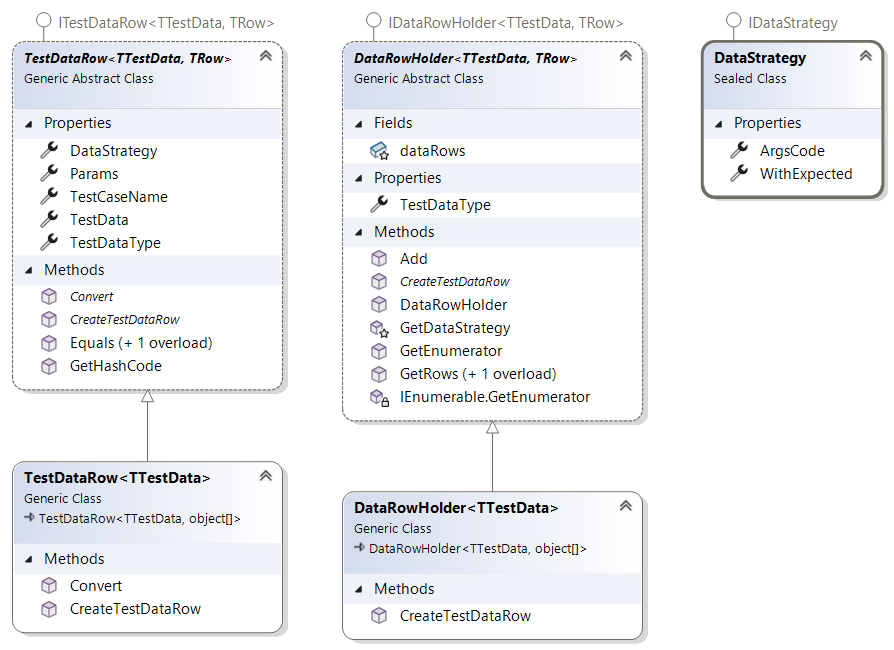 ITestDataRow<TTestData, TRow>
TestDataRow<TTestData, TRow>
Generic Abstract Class
Properties
DataStrategy
Params
TestCaseName
TestData
TestDataType
Methods
Convert
CreateTestDataRow
Equals (+ 1 overload)
GetHashCode
TestDataRow<TTestData>
Generic Class
TestDataRow<TTestData, object[]>
Methods
Convert
CreateTestDataRow
IDataRowHolder<TTestData, TRow>
DataRowHolder<TTestData, TRow>
Generic Abstract Class
Fields
dataRows
Properties
TestDataType
Methods
Add
CreateTestDataRow
DataRowHolder
GetDataStrategy
GetEnumerator
GetRows (+ 1 overload)
IEnumerable.GetEnumerator
DataRowHolder<TTestData>
Generic Class
DataRowHolder<TTestData, object[]>
Methods
CreateTestDataRow
IDataStrategy
DataStrategy
Sealed Class
Properties
ArgsCode
WithExpected